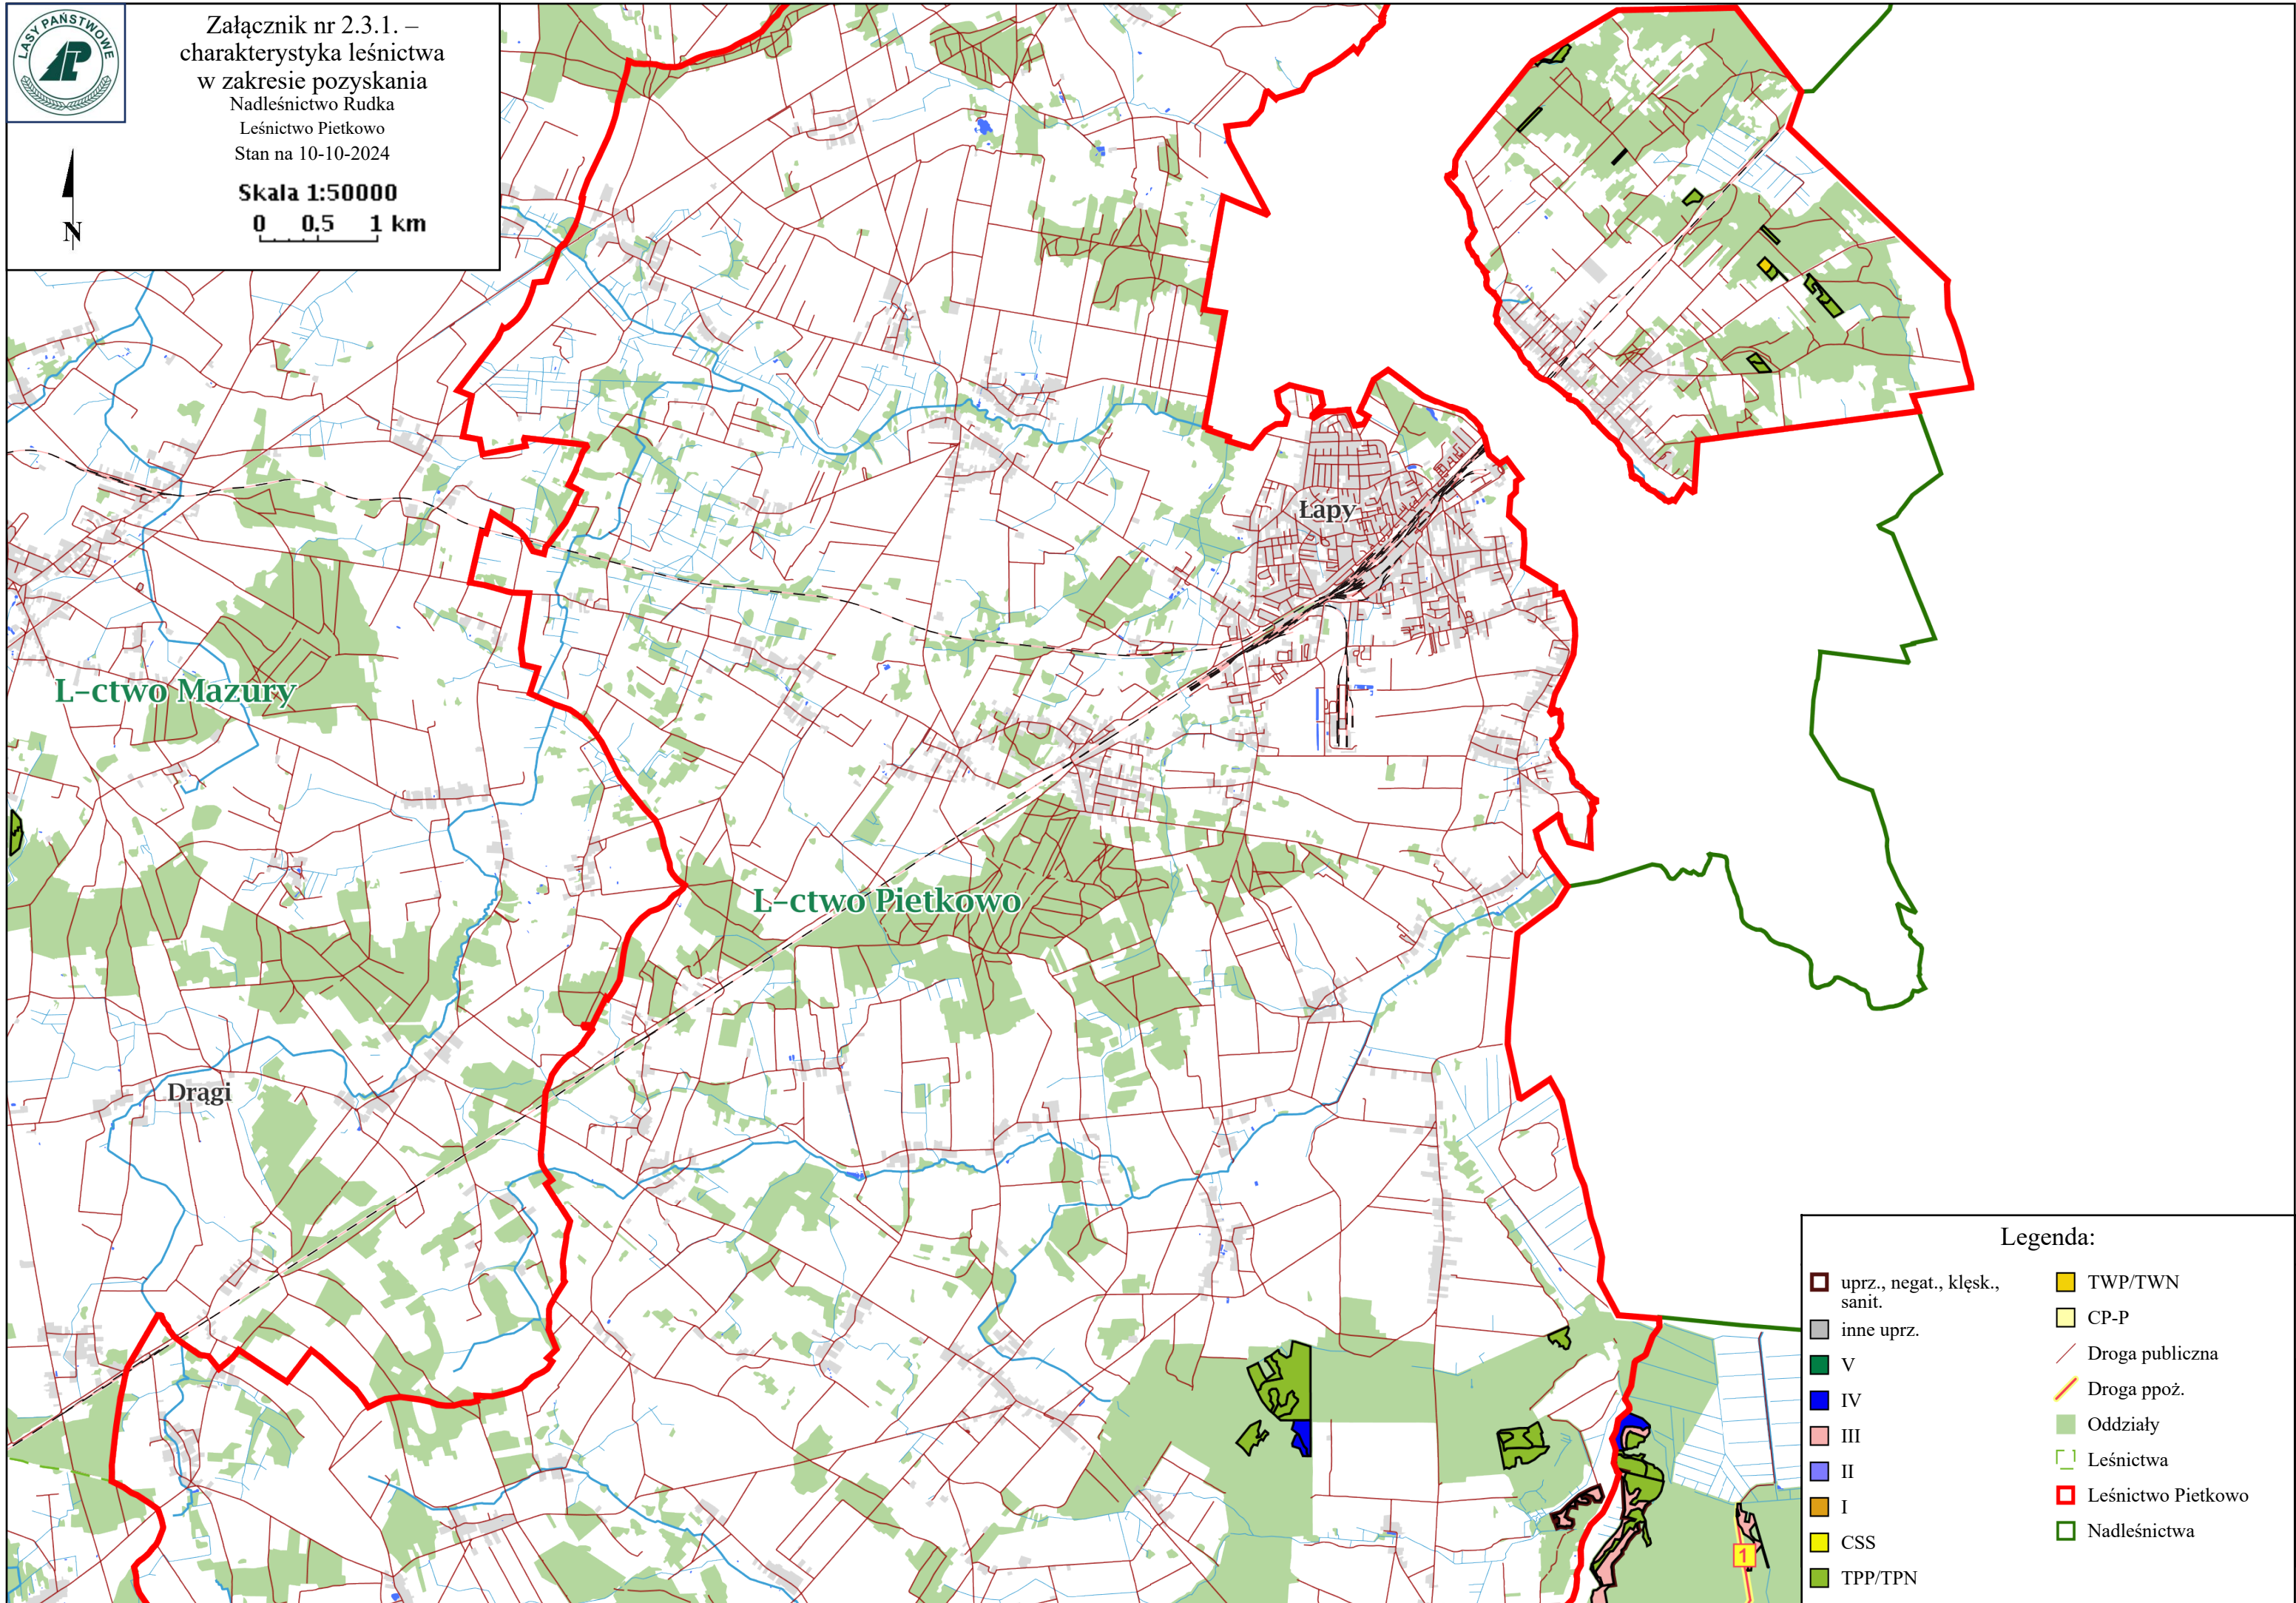 LASY PAŃSTWOWE
LP
Załącznik nr 2.3.1. –
charakterystyka leśnictwa
w zakresie pozyskania
Nadleśnictwo Rudka
Leśnictwo Pietkowo
Stan na 10-10-2024
Skala 1:50000
0 0.5 1 km
N
Łapy
L-ctwo Mazury
L-ctwo Pietkowo
Drągi
1
Legenda:
uprz., negat., klęsk.,
sanit.
inne uprz.
V
IV
III
II
I
CSS
TPP/TPN
TWP/TWN
CP-P
Droga publiczna
Droga ppoż.
Oddziały
Leśnictwa
Leśnictwo Pietkowo
Nadleśnictwa